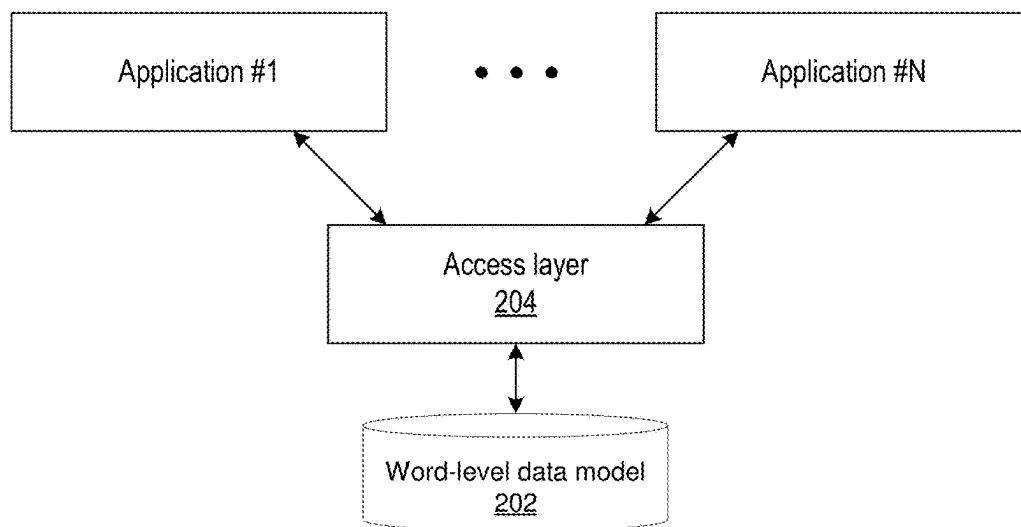 Application #1
Application #N
Access layer
204
Word-level data model
202